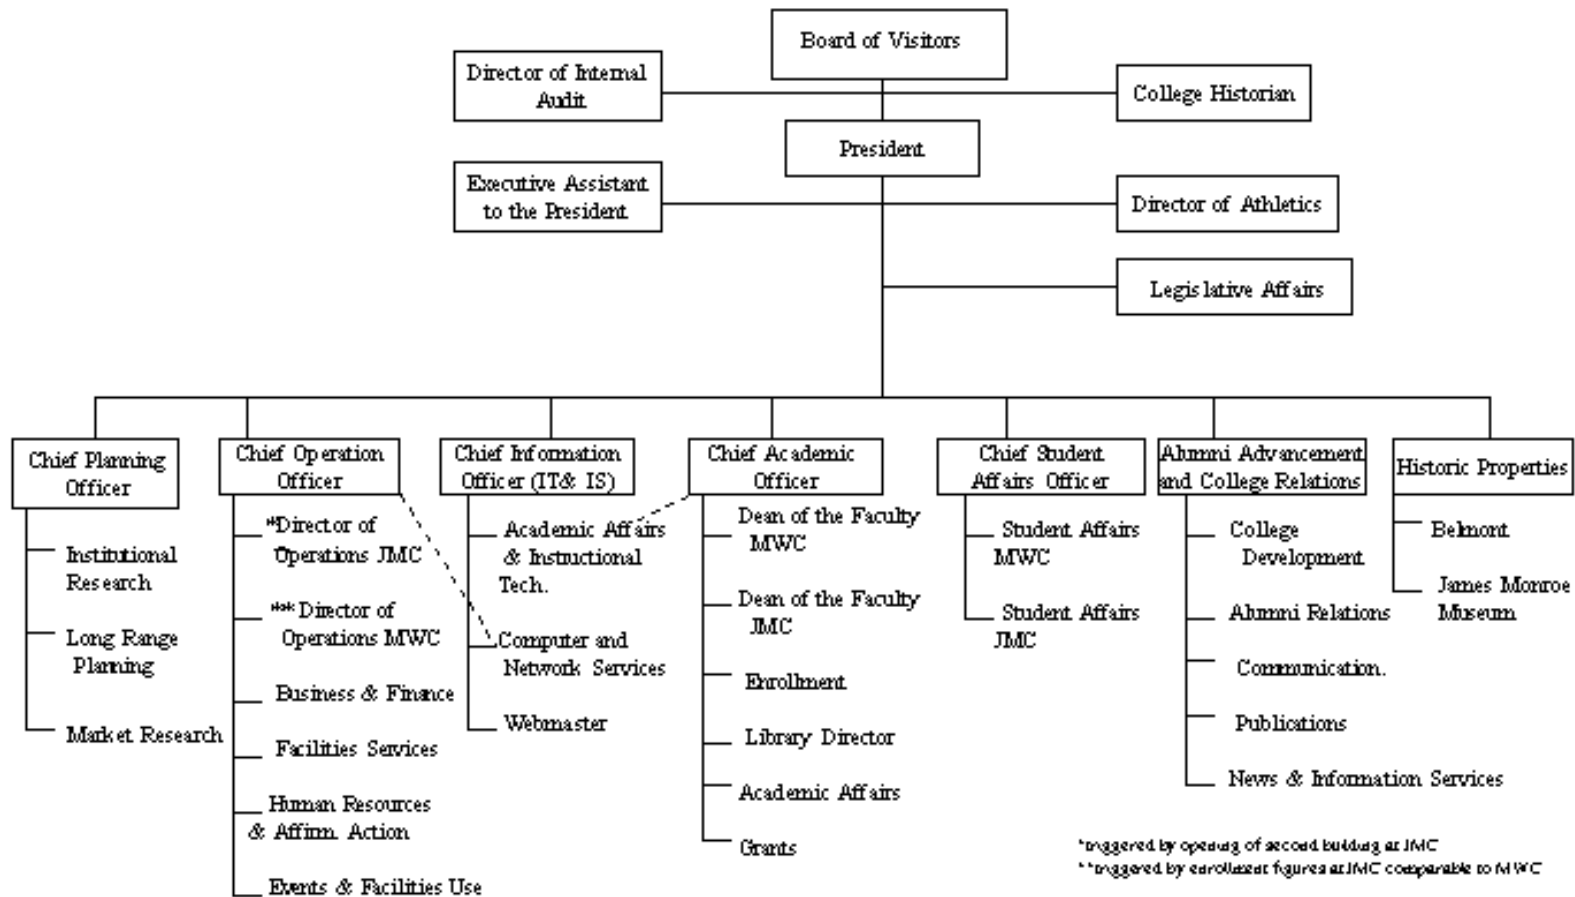 Board of Visitors
Director of Internal
Audit
College Historian
President
Executive Assistant
to the President
Director of Athletics
Legislative Affairs
Chief Planning
Officer
Institutional
Research
Long Range
Planning
Market Research
Chief Operation
Officer
*Director of
Operations JMC
*** Director of
Operations MWC
Business & Finance
Facilities Services
Human Resources
& Affirm. Action
Events & Facilities Use
Chief Information
Officer (IT& IS)
Academic Affairs
& Instructional
Tech.
Computer and
Network Services
Webmaster
Chief Academic
Officer
Dean of the Faculty
MWC
Dean of the Faculty
JMC
Enrollment
Library Director
Academic Affairs
Grants
Chief Student
Affairs Officer
Student Affairs
MWC
Student Affairs
JMC
Alumni Advancement
and College Relations
College
Development
Alumni Relations
Communication.
Publications
News & Information Services
Historic Properties
Belmont
James Monroe
Museum
*triggered by opening of second building at JMC
**triggered by enrollment figures at JMC comparable to MWC